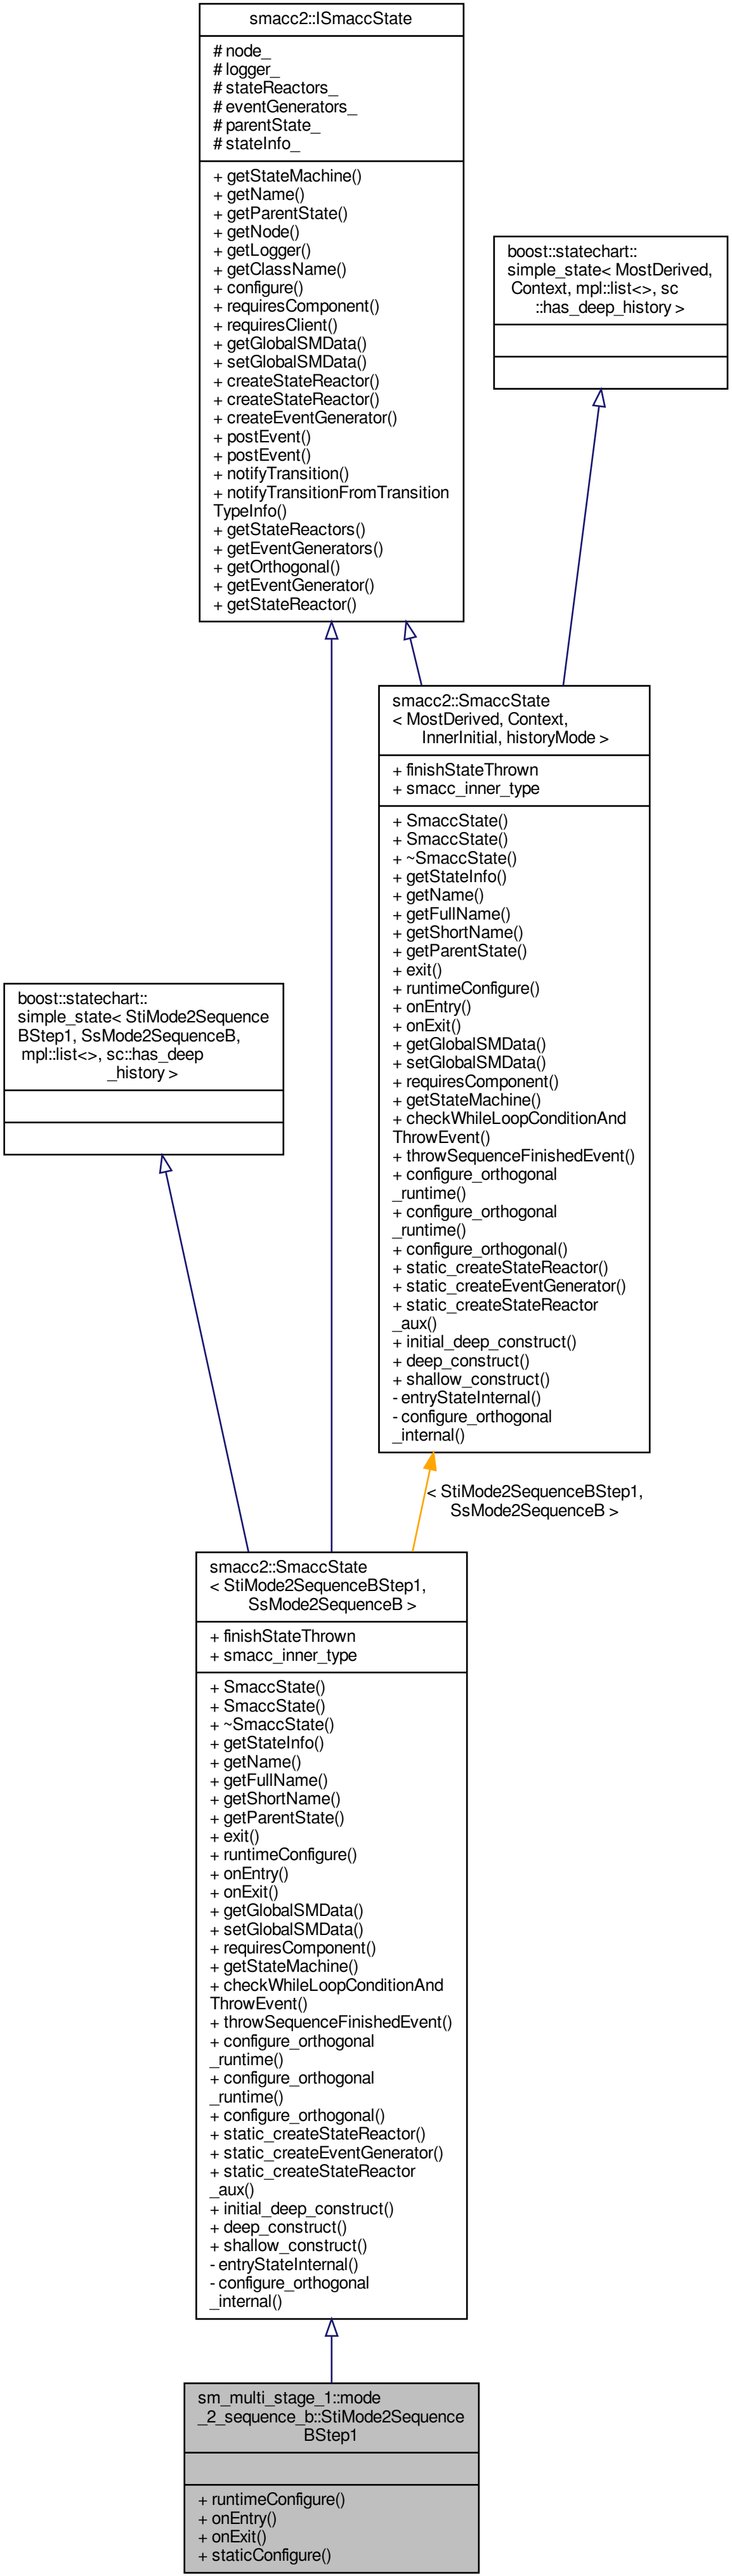 smacc2::ISmaccState
# node_
# logger_
# stateReactors_
# eventGenerators_
# parentState_
# stateInfo_
+ getStateMachine()
+ getName()
+ getParentState()
+ getNode()
+ getLogger()
+ getClassName()
+ configure()
+ requiresComponent()
+ requiresClient()
+ getGlobalSMData()
+ setGlobalSMData()
+ createStateReactor()
+ createStateReactor()
+ createEventGenerator()
+ postEvent()
+ postEvent()
+ notifyTransition()
+ notifyTransitionFromTransition
TypeInfo()
+ getStateReactors()
+ getEventGenerators()
+ getOrthogonal()
+ getEventGenerator()
+ getStateReactor()
boost::statechart::
simple_state< MostDerived,
Context, mpl::list<>, sc
::has_deep_history >
smacc2::SmaccState
< MostDerived, Context,
InnerInitial, historyMode >
+ finishStateThrown
+ smacc_inner_type
+ SmaccState()
+ SmaccState()
+ ~SmaccState()
+ getStateInfo()
+ getName()
+ getFullName()
+ getShortName()
+ getParentState()
+ exit()
+ runtimeConfigure()
+ onEntry()
+ onExit()
+ getGlobalSMData()
+ setGlobalSMData()
+ requiresComponent()
+ getStateMachine()
+ checkWhileLoopConditionAnd
ThrowEvent()
+ throwSequenceFinishedEvent()
+ configure_orthogonal
_runtime()
+ configure_orthogonal
_runtime()
+ configure_orthogonal()
+ static_createStateReactor()
+ static_createEventGenerator()
+ static_createStateReactor
_aux()
+ initial_deep_construct()
+ deep_construct()
+ shallow_construct()
- entryStateInternal()
- configure_orthogonal
_internal()
boost::statechart::
simple_state< StiMode2Sequence
BStep1, SsMode2SequenceB,
mpl::list<>, sc::has_deep
_history >
< StiMode2SequenceBStep1,
SsMode2SequenceB >
smacc2::SmaccState
< StiMode2SequenceBStep1,
SsMode2SequenceB >
+ finishStateThrown
+ smacc_inner_type
+ SmaccState()
+ SmaccState()
+ ~SmaccState()
+ getStateInfo()
+ getName()
+ getFullName()
+ getShortName()
+ getParentState()
+ exit()
+ runtimeConfigure()
+ onEntry()
+ onExit()
+ getGlobalSMData()
+ setGlobalSMData()
+ requiresComponent()
+ getStateMachine()
+ checkWhileLoopConditionAnd
ThrowEvent()
+ throwSequenceFinishedEvent()
+ configure_orthogonal
_runtime()
+ configure_orthogonal
_runtime()
+ configure_orthogonal()
+ static_createStateReactor()
+ static_createEventGenerator()
+ static_createStateReactor
_aux()
+ initial_deep_construct()
+ deep_construct()
+ shallow_construct()
- entryStateInternal()
- configure_orthogonal
_internal()
sm_multi_stage_1::mode
_2_sequence_b::StiMode2Sequence
BStep1
+ runtimeConfigure()
+ onEntry()
+ onExit()
+ staticConfigure()